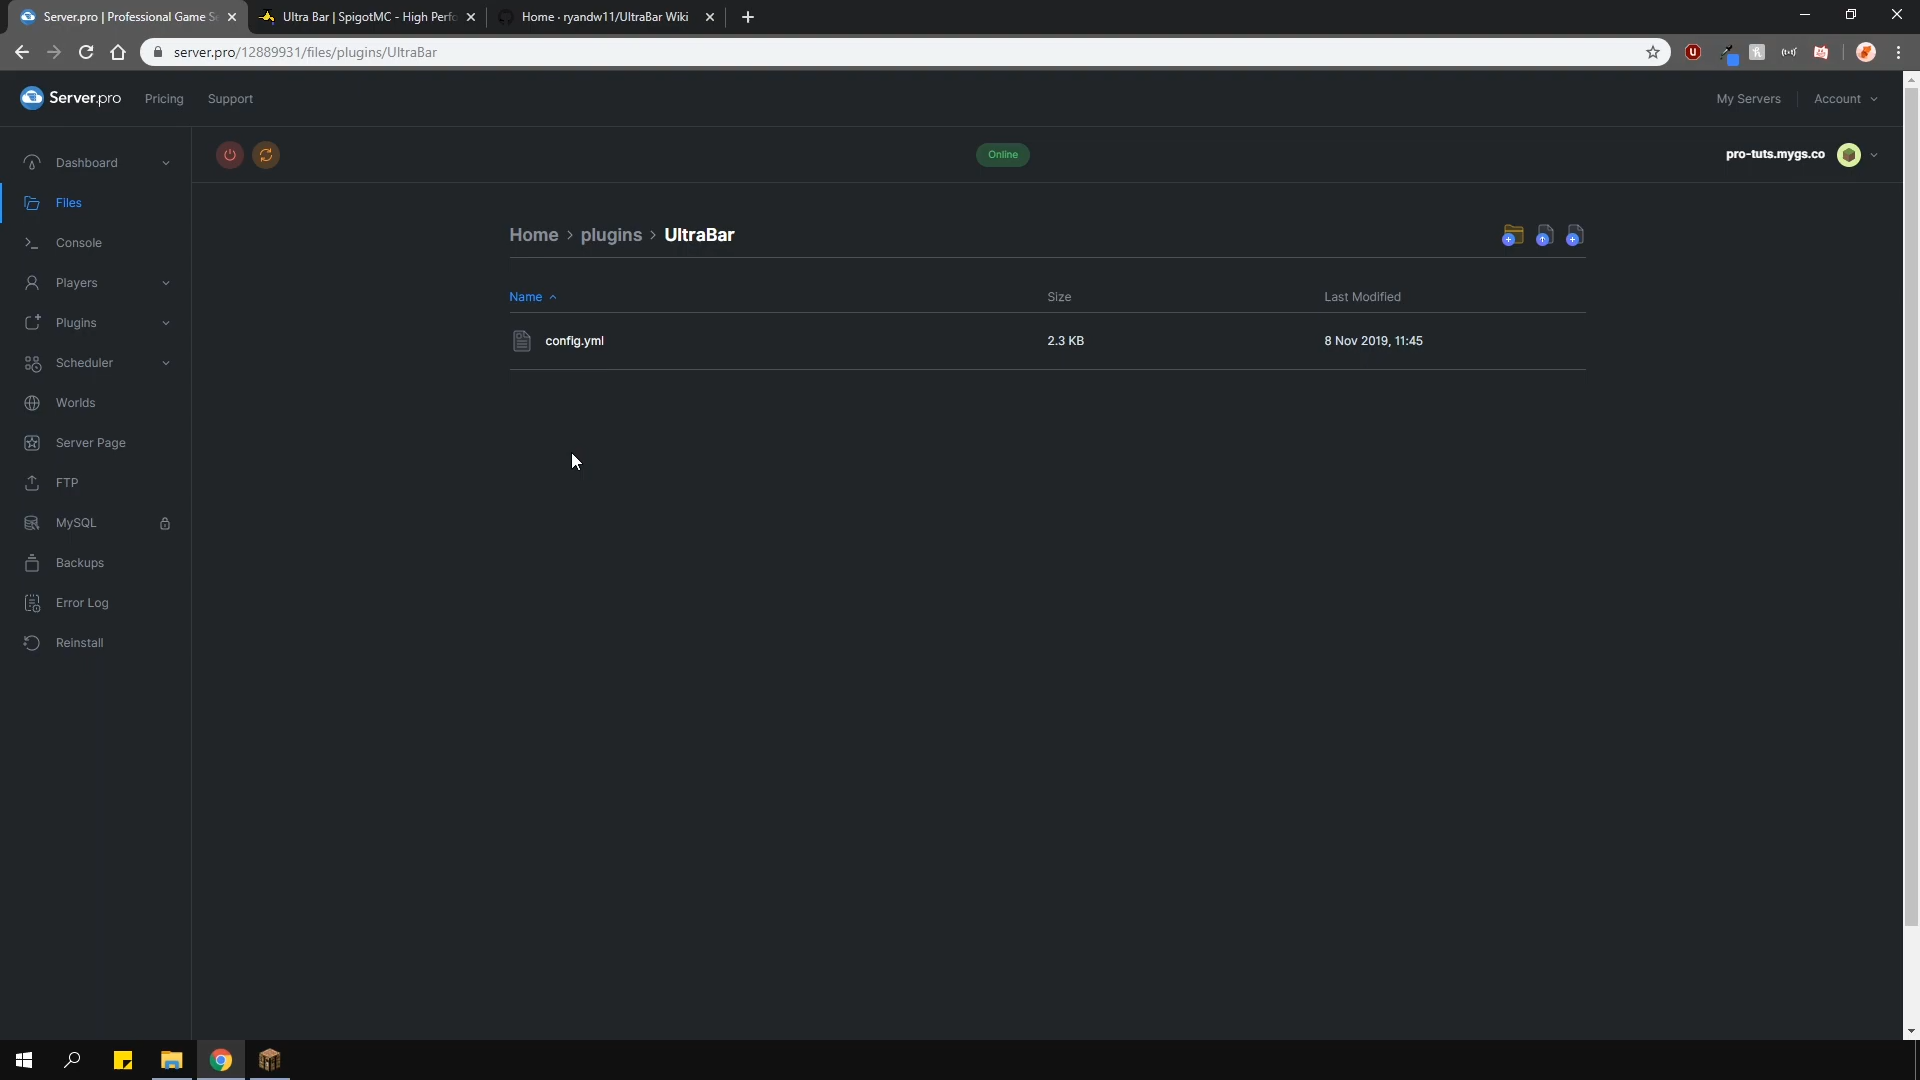 Server.pro | Professional Game S
Ultra Bar | SpigotMC - High Perfo
Home · ryandw11/UltraBar Wiki
server.pro/12889931/files/plugins/UltraBar
Server.pro
Pricing
Support
My Servers
Account
Dashboard
Online
pro-tuts.mygs.co
Files
Console
Players
Plugins
Scheduler
Worlds
Server Page
FTP
MySQL
Backups
Error Log
Reinstall
Home > plugins > UltraBar
Name
Size
Last Modified
config.yml
2.3 KB
8 Nov 2019, 11:45